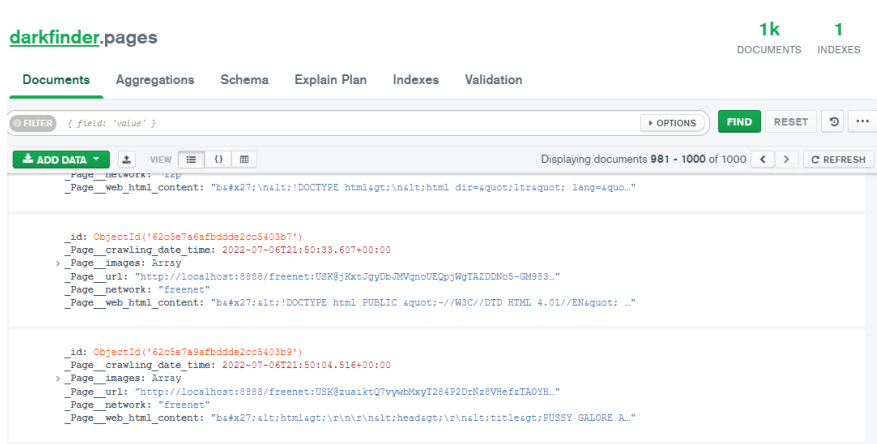 darkfinder.pages
1k 1
DOCUMENTS INDEXES
Documents Aggregations Schema Explain Plan Indexes Validation
FILTER { field: 'value' } OPTIONS FIND RESET ...
ADD DATA VIEW {} Displaying documents 981 - 1000 of 1000 < > C REFRESH
_Page__network: "i2p"
_Page__web_html_content: "b&#x27;\n&lt;!DOCTYPE html&gt;\n&lt;html dir=&quot;ltr&quot; lang=&quo…"
_id: ObjectId('62c5e7a6afbddde2cc5403b7')
_Page__crawling_date_time: 2022-07-06T21:50:33.607+00:00
> _Page__images: Array
_Page__url: "http://localhost:8888/freenet:USK@jKxtJgyDbJMVqnoUEQpjWgTAZDDNo5-GM983…"
_Page__network: "freenet"
_Page__web_html_content: "b&#x27;&lt;!DOCTYPE html PUBLIC &quot;-//W3C//DTD HTML 4.01//EN&quot; …"
_id: ObjectId('62c5e7a9afbddde2cc5403b9')
_Page__crawling_date_time: 2022-07-06T21:50:04.516+00:00
> _Page__images: Array
_Page__url: "http://localhost:8888/freenet:USK@zuaiktQ7vywbMxyT284P2DrNz8VHefzTAOYH…"
_Page__network: "freenet"
_Page__web_html_content: "b&#x27;&lt;html&gt;\r\n\r\n&lt;head&gt;\r\n&lt;title&gt;PUSSY GALORE A…"